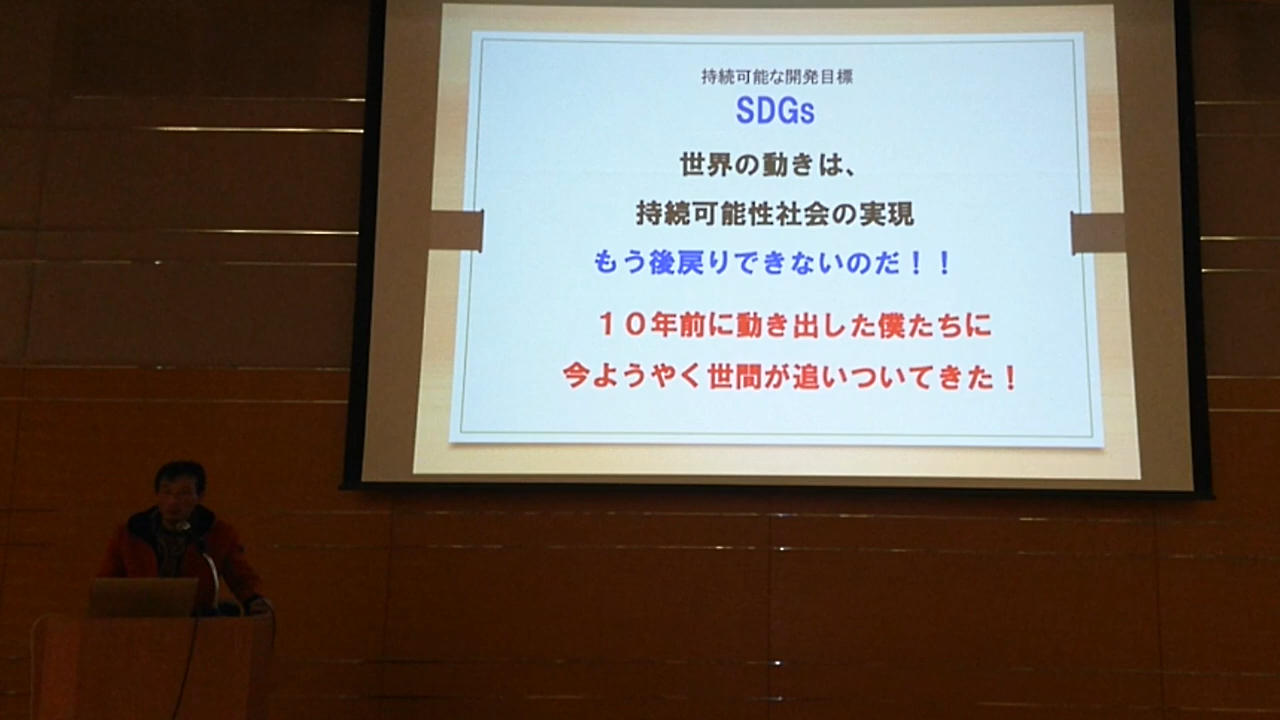 持続可能な開発目標
SDGs
世界の動きは、
持続可能性社会の実現
もう後戻りできないのだ！！
１０年前に動き出した僕たちに
今ようやく世間が追いついてきた！